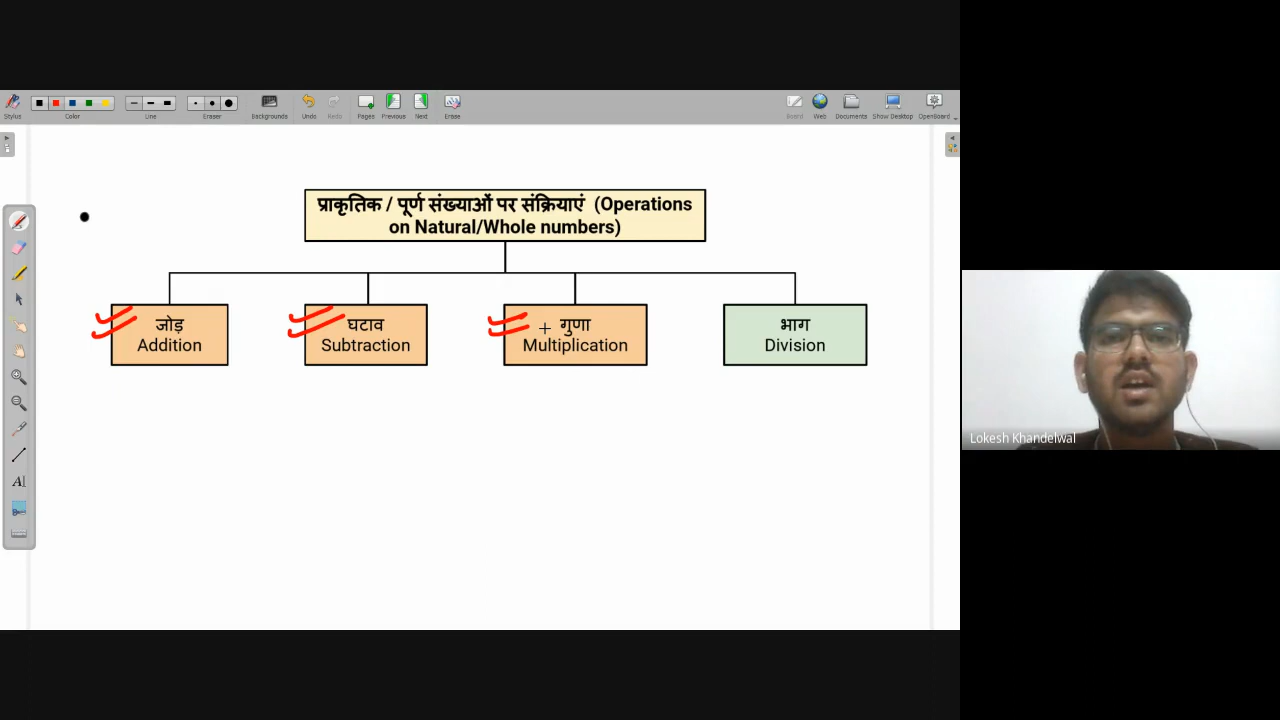 Stylus
Color
Line
Eraser
Backgrounds
Undo
Redo
Pages
Previous
Next
Erase
Board
Web
Documents
Show Desktop
OpenBoard
प्राकृतिक / पूर्ण संख्याओं पर संक्रियाएं (Operations
on Natural/Whole numbers)
जोड़
Addition
घटाव
Subtraction
गुणा
Multiplication
भाग
Division
AI
Lokesh Khandelwal